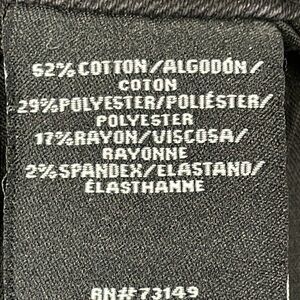 52% COTTON/ALGODÓN/
COTON
29%POLYESTER/POLIÉSTER/
POLYESTER
17%RAYON/VISCOSA/
RAYONNE
2%SPANDEX/ELASTANO/
ÉLASTHANNE
RN#73149